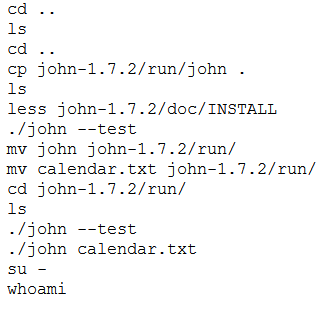 cd ..
ls
cd ..
cp john-1.7.2/run/john .
ls
less john-1.7.2/doc/INSTALL
./john --test
mv john john-1.7.2/run/
mv calendar.txt john-1.7.2/run/
cd john-1.7.2/run/
ls
./john --test
./john calendar.txt
su -
whoami